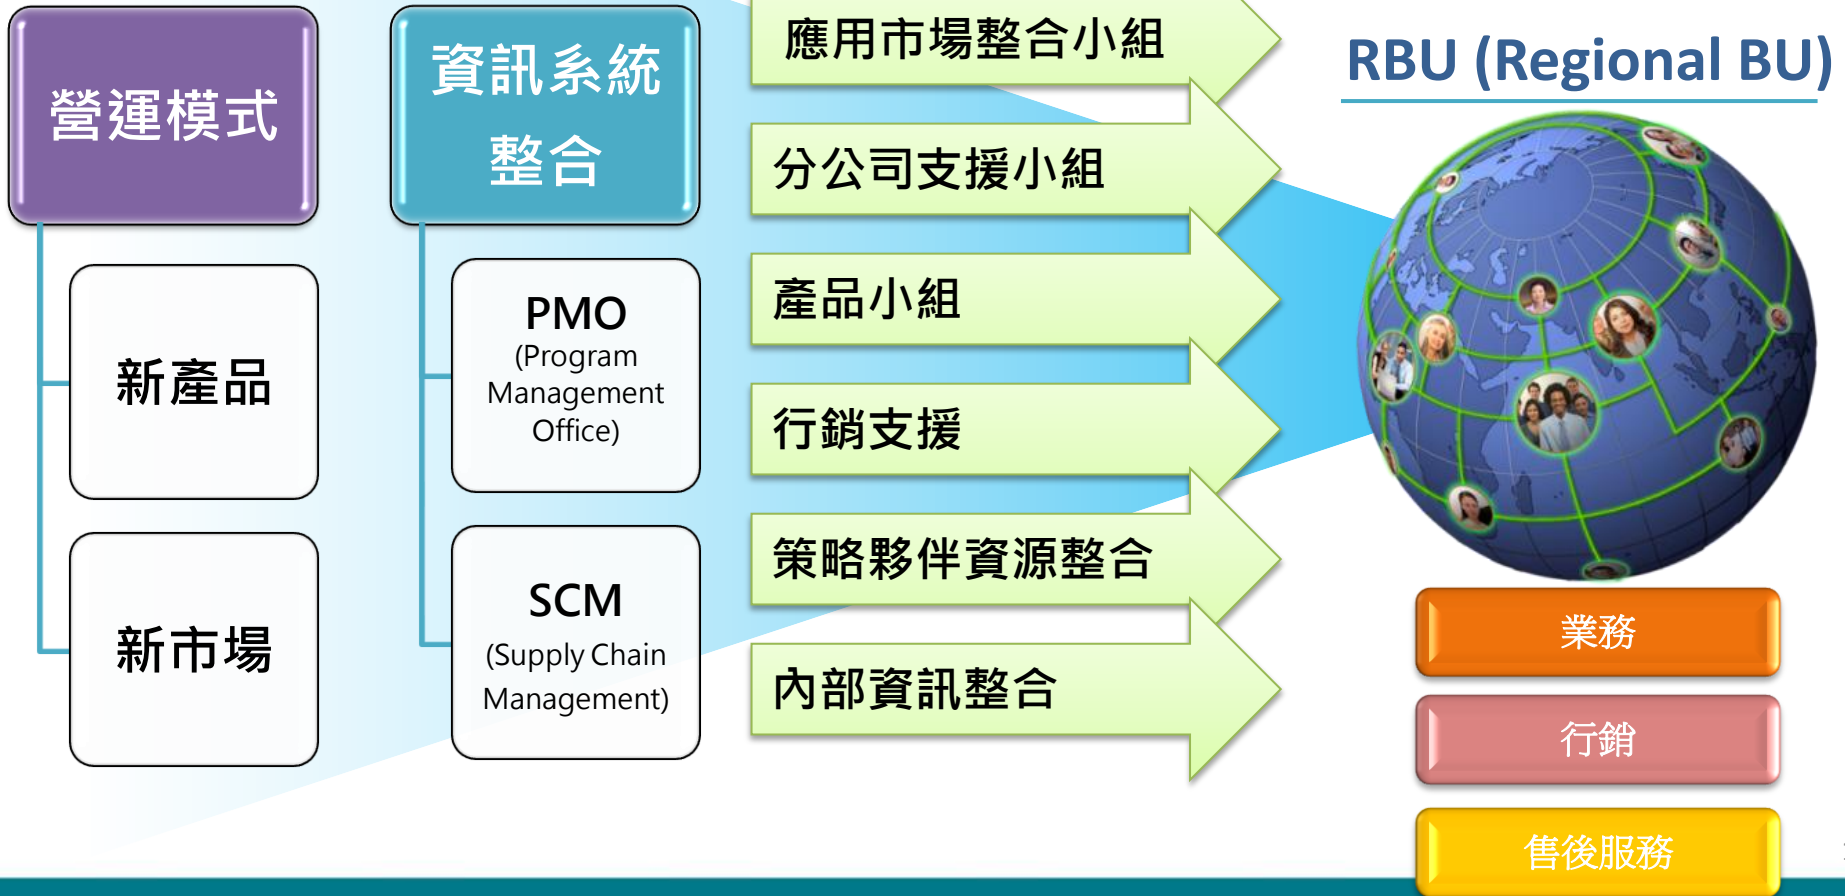 營運模式
新產品
新市場
資訊系統
整合
PMO
(Program
Management
Office)
SCM
(Supply Chain
Management)
應用市場整合小組
分公司支援小組
產品小組
行銷支援
策略夥伴資源整合
內部資訊整合
RBU (Regional BU)
業務
行銷
售後服務